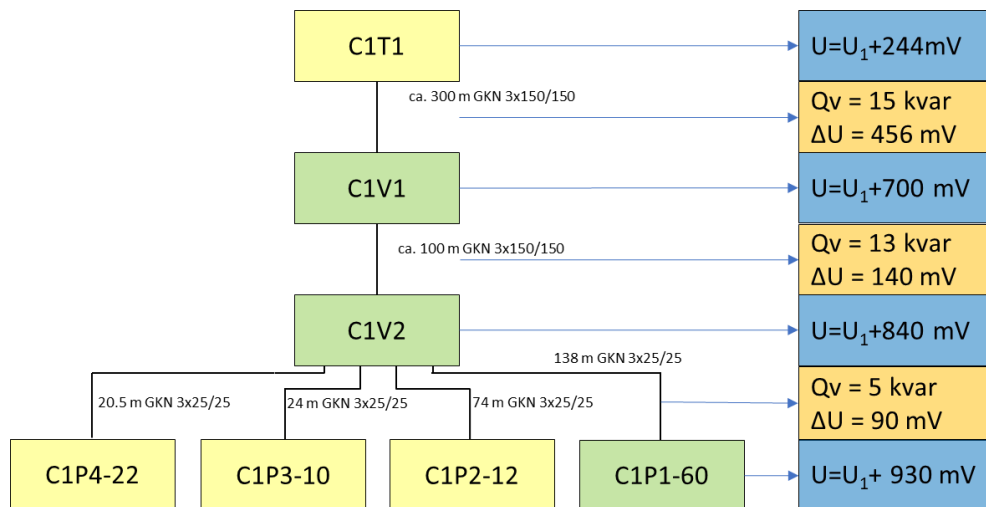 C1T1
U=U₁+244mV
ca. 300 m GKN 3x150/150
Qv = 15 kvar
ΔU = 456 mV
C1V1
U=U₁+700 mV
ca. 100 m GKN 3x150/150
Qv = 13 kvar
ΔU = 140 mV
C1V2
U=U₁+840 mV
138 m GKN 3x25/25
20.5 m GKN 3x25/25
24 m GKN 3x25/25
74 m GKN 3x25/25
Qv = 5 kvar
ΔU = 90 mV
C1P4-22
C1P3-10
C1P2-12
C1P1-60
U=U₁+ 930 mV